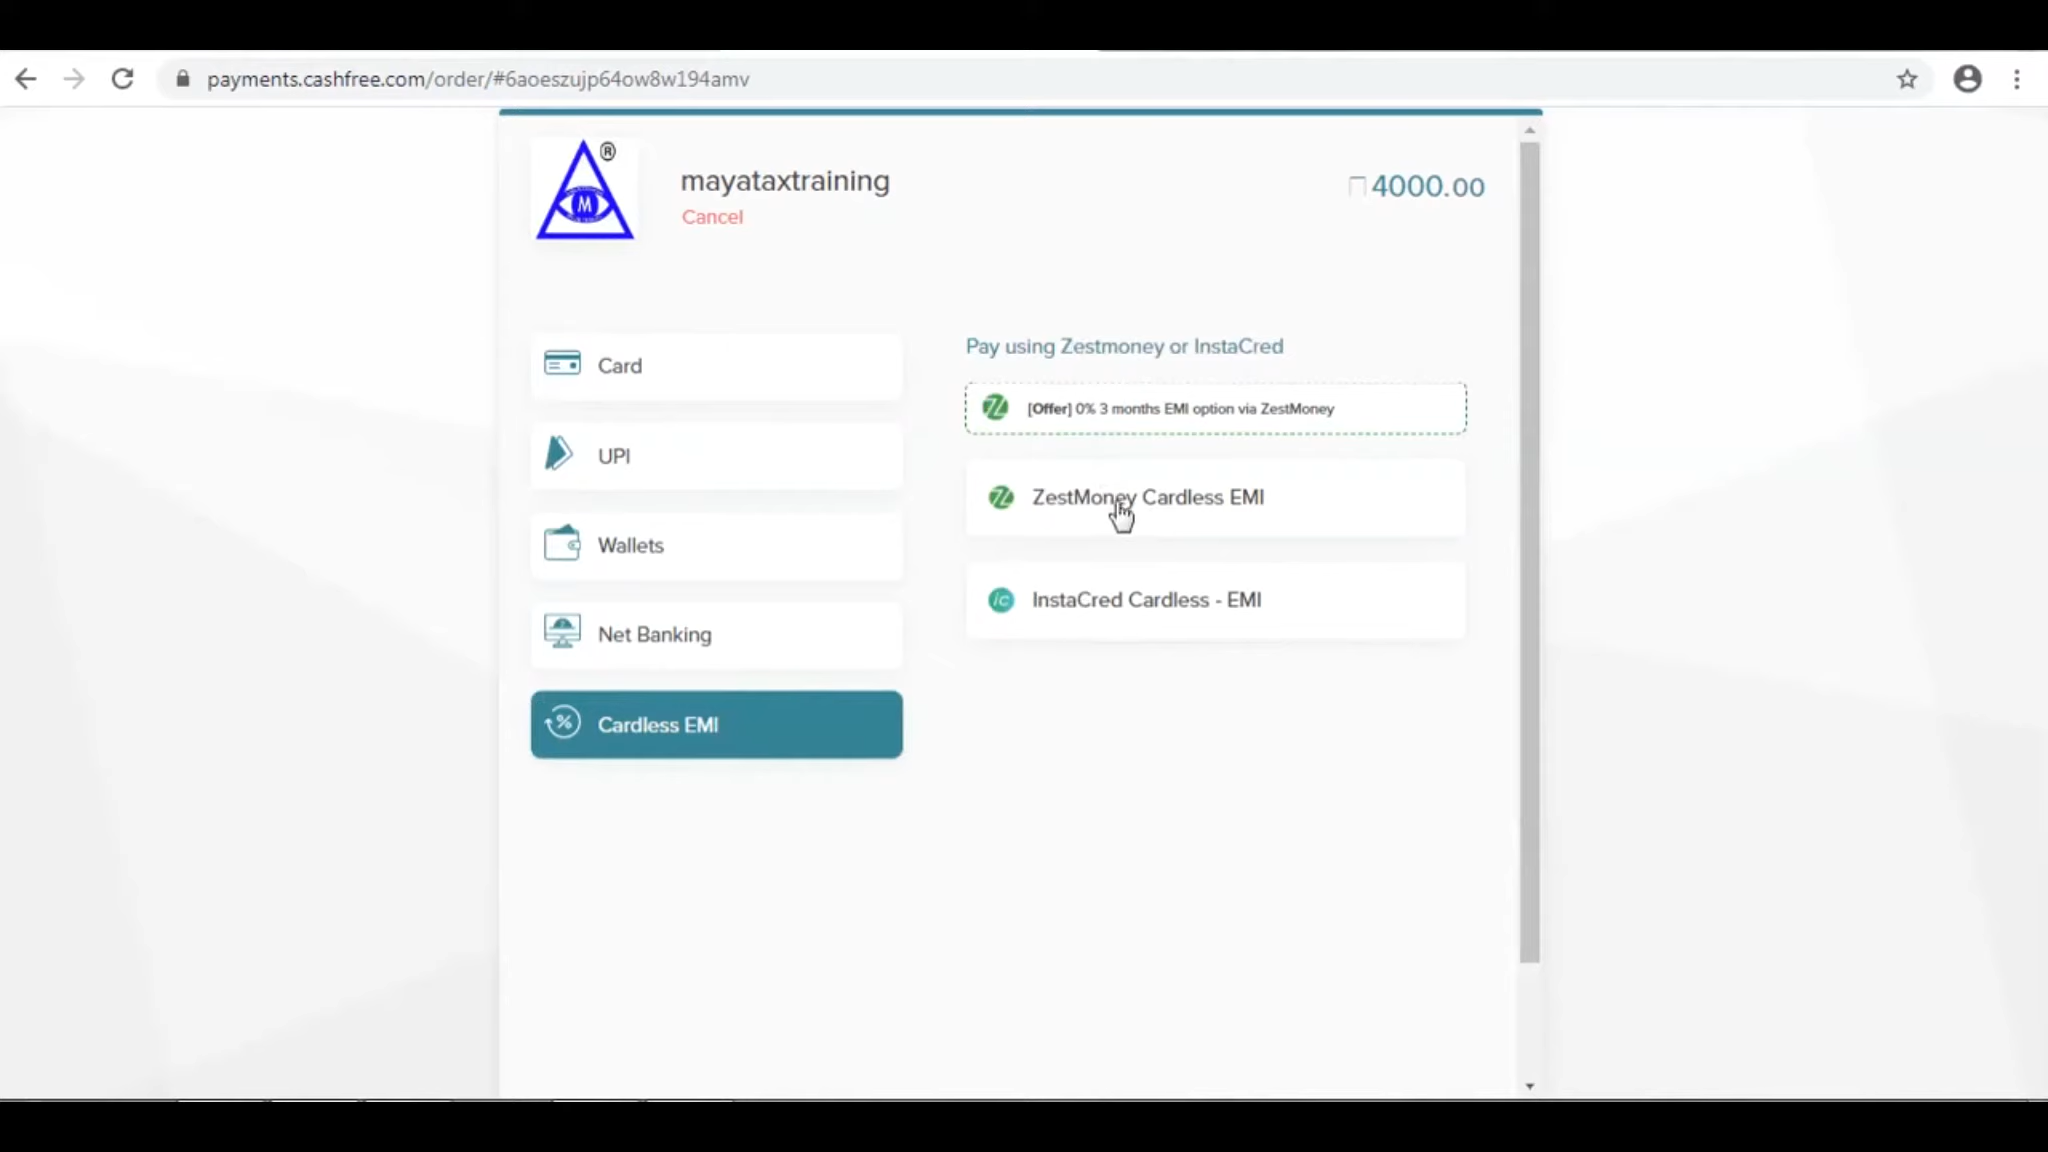 payments.cashfree.com/order/#6aoeszujp64ow8w194amv
®
M
mayataxtraining
4000.00
Cancel
Pay using Zestmoney or InstaCred
Card
[Offer] 0% 3 months EMI option via ZestMoney
UPI
ZestMoney Cardless EMI
Wallets
ic InstaCred Cardless - EMI
Net Banking
% Cardless EMI